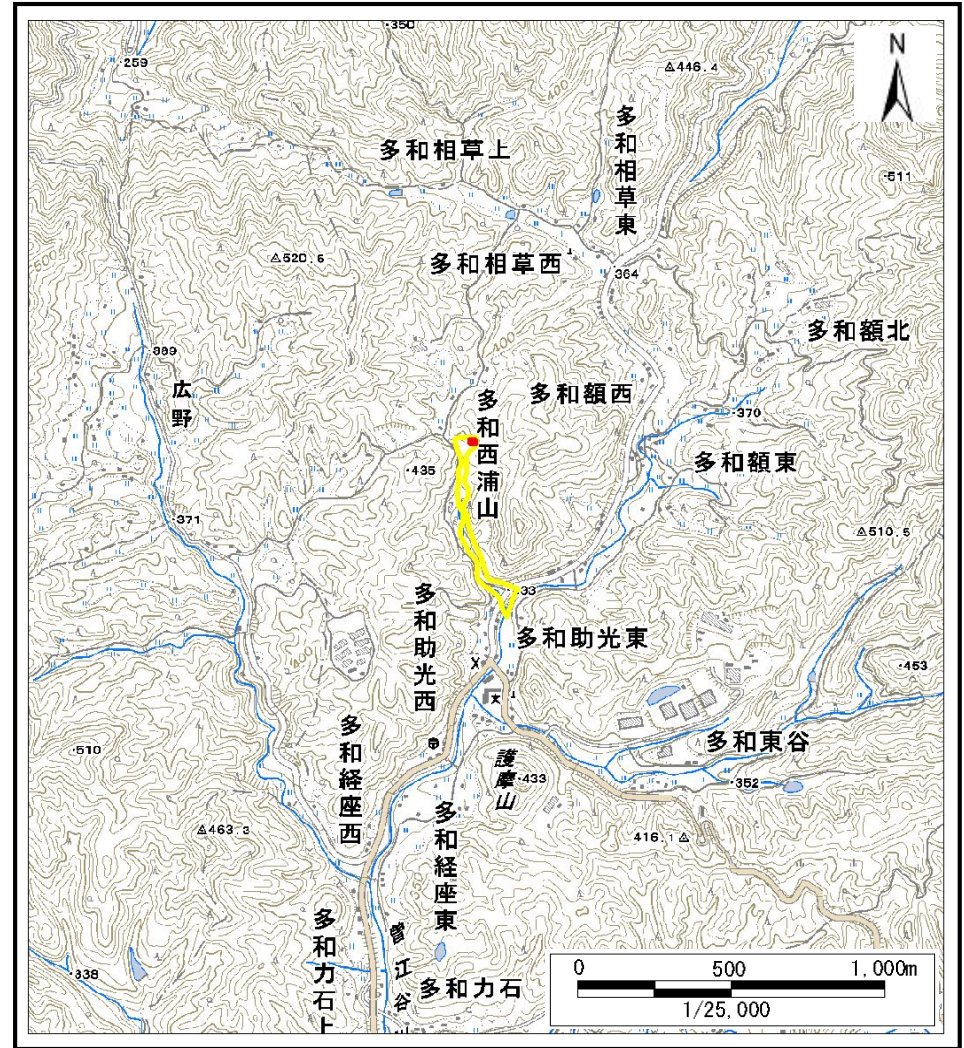 ・350
・259
△446.4
N
多和相草上
多和相草東
・511
△520.6
多和相草西
364
多和額北
・389
広野
多和額西
・370
多和西浦山
・435
多和額東
・371
△510.5
33
多和助光西
多和助光東
・453
・510
多和経座西
護摩山
・433
多和東谷
・352
△463.3
多和経座東
416.1△
多和力石上
曽江谷川
・338
多和力石
0 500 1,000m
1/25,000